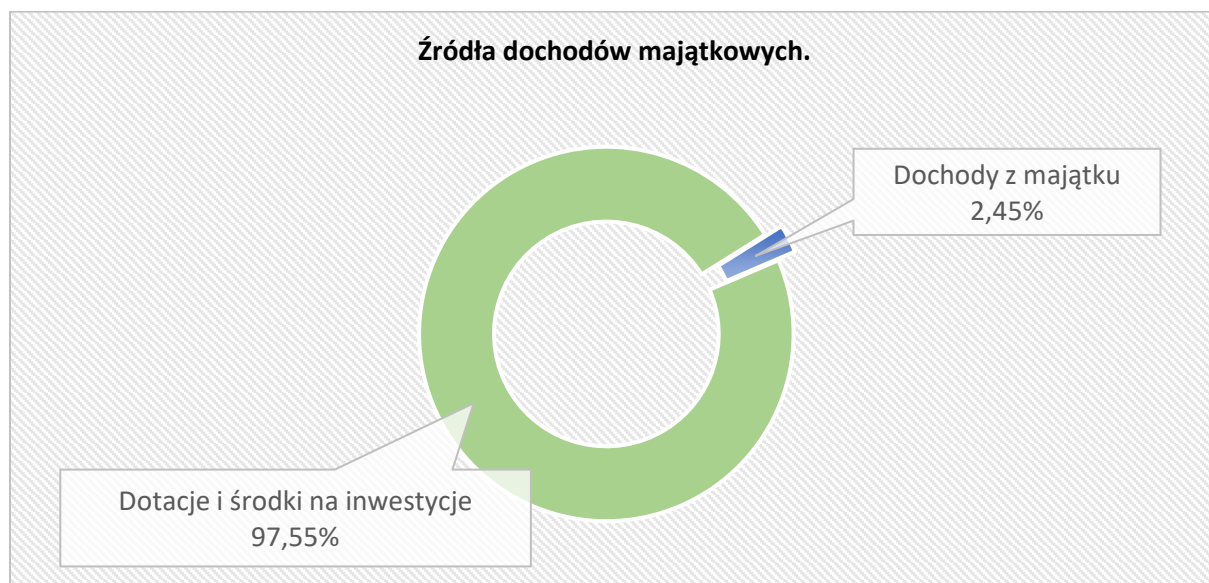 Źródła dochodów majątkowych.
Dochody z majątku
2,45%
Dotacje i środki na inwestycje
97,55%